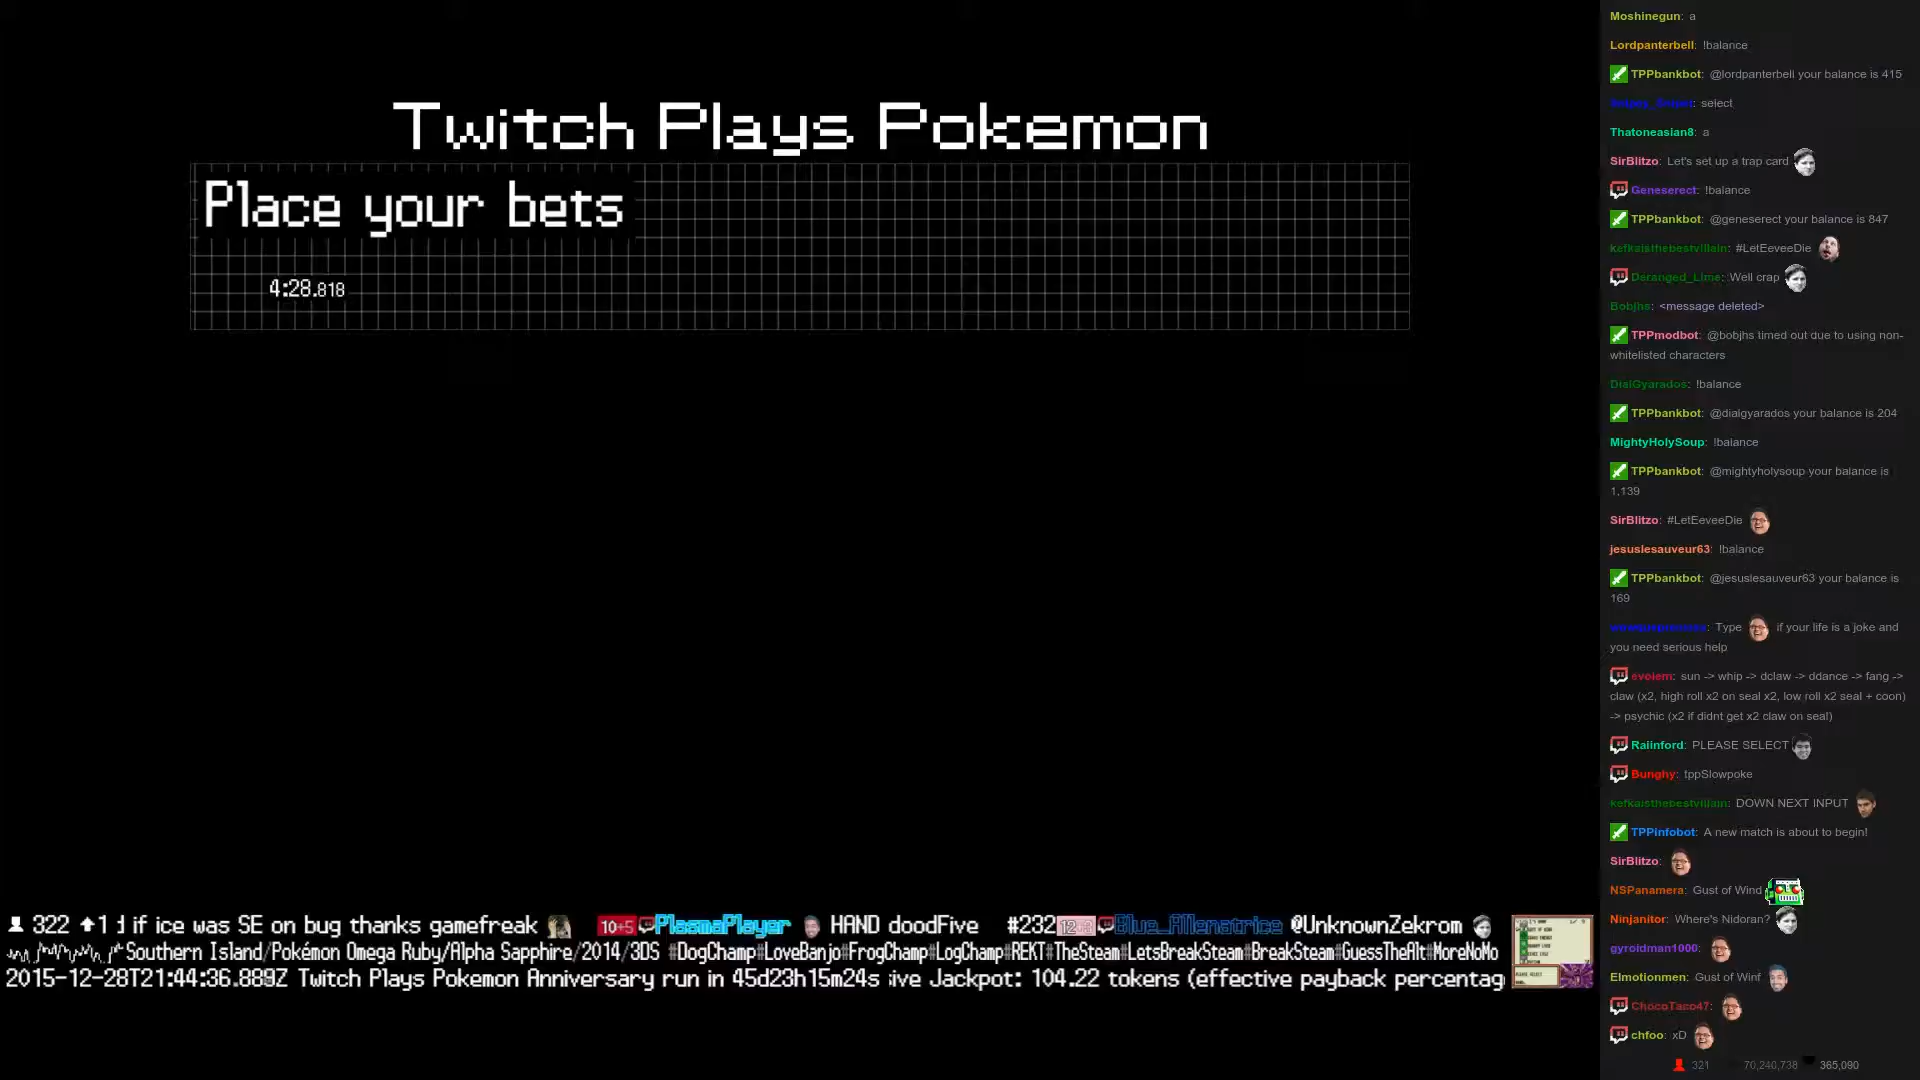 Twitch Plays Pokemon
Place your bets
4:28.818
322 1 d if ice was SE on bug thanks gamefreak 10+5 PlasmaPlayer HAND doodFive #232 @UnknownZekrom
Southern Island/Pokémon Omega Ruby/Alpha Sapphire/2014/3DS #DogChamp#LoveBanjo#FrogChamp#LogChamp#REKT#TheSteam#LetsBreakSteam#BreakSteam#GuessTheAlt#MoreNoMo
2015-12-28T21:44:36.889Z Twitch Plays Pokemon Anniversary run in 45d23h15m24s sive Jackpot: 104.22 tokens (effective payback percentag
Moshinegun: a
Lordpanterbell: !balance
TPPbankbot: @lordpanterbell your balance is 415
: select
Thatoneasian8: a
SirBlitzo: Let's set up a trap card
Geneserect: !balance
TPPbankbot: @geneserect your balance is 847
kefkaisthebestvillain: #LetEeveeDie
Deranged_Lime: Well crap
Bobjhs: <message deleted>
TPPmodbot: @bobjhs timed out due to using non-
whitelisted characters
DialGyarados: !balance
TPPbankbot: @dialgyarados your balance is 204
MightyHolySoup: !balance
TPPbankbot: @mightyholysoup your balance is
1,139
SirBlitzo: #LetEeveeDie
jesuslesauveur63: !balance
TPPbankbot: @jesuslesauveur63 your balance is
169
: Type if your life is a joke and
you need serious help
evoiem: sun -> whip -> dclaw -> ddance -> fang ->
claw (x2, high roll x2 on seal x2, low roll x2 seal + coon)
-> psychic (x2 if didnt get x2 claw on seal)
Raiinford: PLEASE SELECT
Bunghy: tppSlowpoke
kefkaisthebestvillain: DOWN NEXT INPUT
TPPinfobot: A new match is about to begin!
SirBlitzo:
NSPanamera: Gust of Wind
Ninjanitor: Where's Nidoran?
gyroidman1000:
Elmotionmen: Gust of Winf
ChocoTaco47:
chfoo: xD
321 70,240,738 365,090